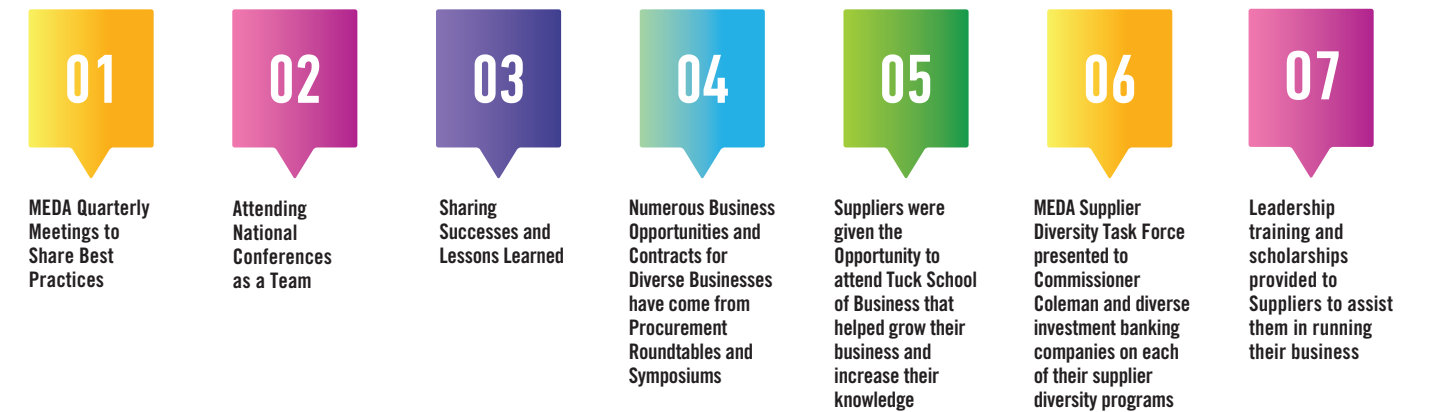 01
MEDA Quarterly
Meetings to
Share Best
Practices
02
Attending
National
Conferences
as a Team
03
Sharing
Successes and
Lessons Learned
04
Numerous Business
Opportunities and
Contracts for
Diverse Businesses
have come from
Procurement
Roundtables and
Symposiums
05
Suppliers were
given the
Opportunity to
attend Tuck School
of Business that
helped grow their
business and
increase their
knowledge
06
MEDA Supplier
Diversity Task Force
presented to
Commissioner
Coleman and diverse
investment banking
companies on each
of their supplier
diversity programs
07
Leadership
training and
scholarships
provided to
Suppliers to assist
them in running
their business